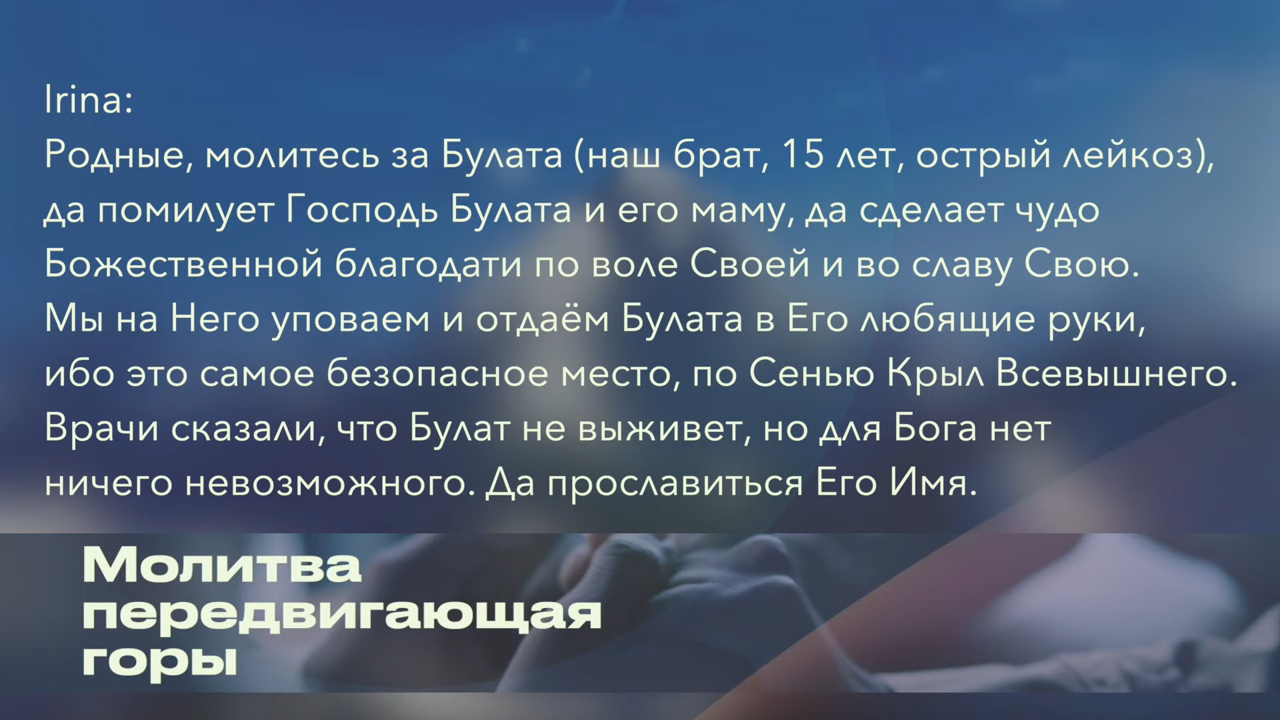 Irina:
Родные, молитесь за Булата (наш брат, 15 лет, острый лейкоз),
да помилует Господь Булата и его маму, да сделает чудо
Божественной благодати по воле Своей и во славу Свою.
Мы на Него уповаем и отдаём Булата в Его любящие руки,
ибо это самое безопасное место, по Сенью Крыл Всевышнего.
Врачи сказали, что Булат не выживет, но для Бога нет
ничего невозможного. Да прославиться Его Имя.
Молитва
передвигающая
горы